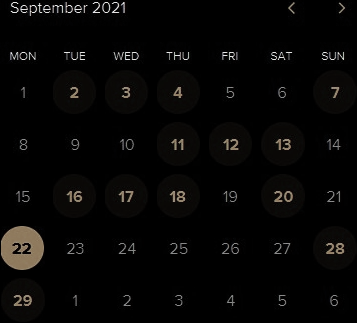 September 2021
MON TUE WED THU FRI SAT SUN
1 2 3 4 5 6 7
8 9 10 11 12 13 14
15 16 17 18 19 20 21
22 23 24 25 26 27 28
29 1 2 3 4 5 6